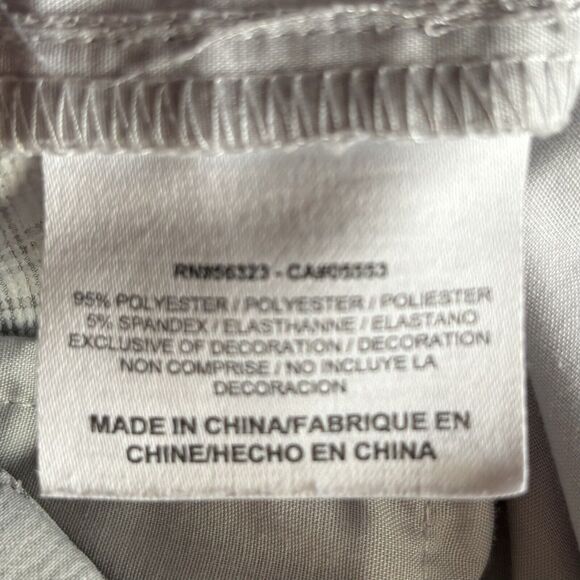 RN#56323 - CA#05553
95% POLYESTER / POLYESTER / POLIESTER
5% SPANDEX / ELASTHANNE / ELASTANO
EXCLUSIVE OF DECORATION / DECORATION
NON COMPRISE / NO INCLUYE LA
DECORACION
MADE IN CHINA/FABRIQUE EN
CHINE/HECHO EN CHINA